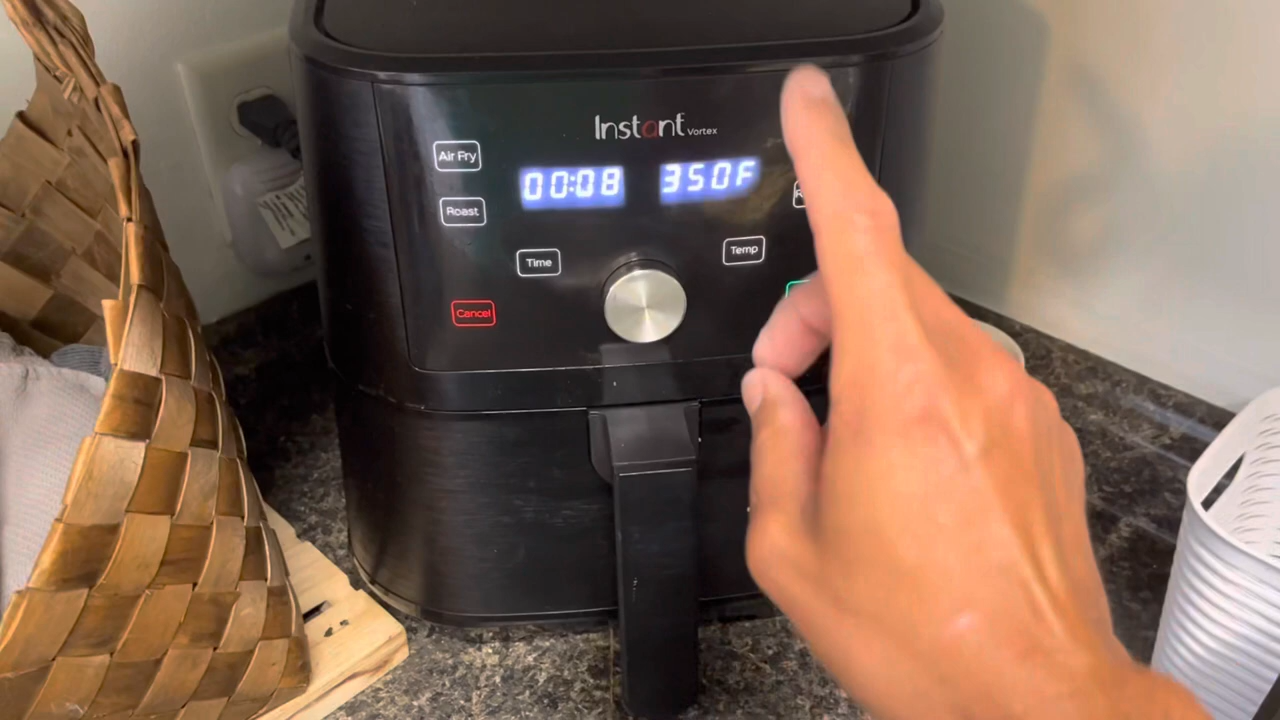 Instant Vortex
Air Fry
00:08 350F
Roast
Time
Temp
Cancel